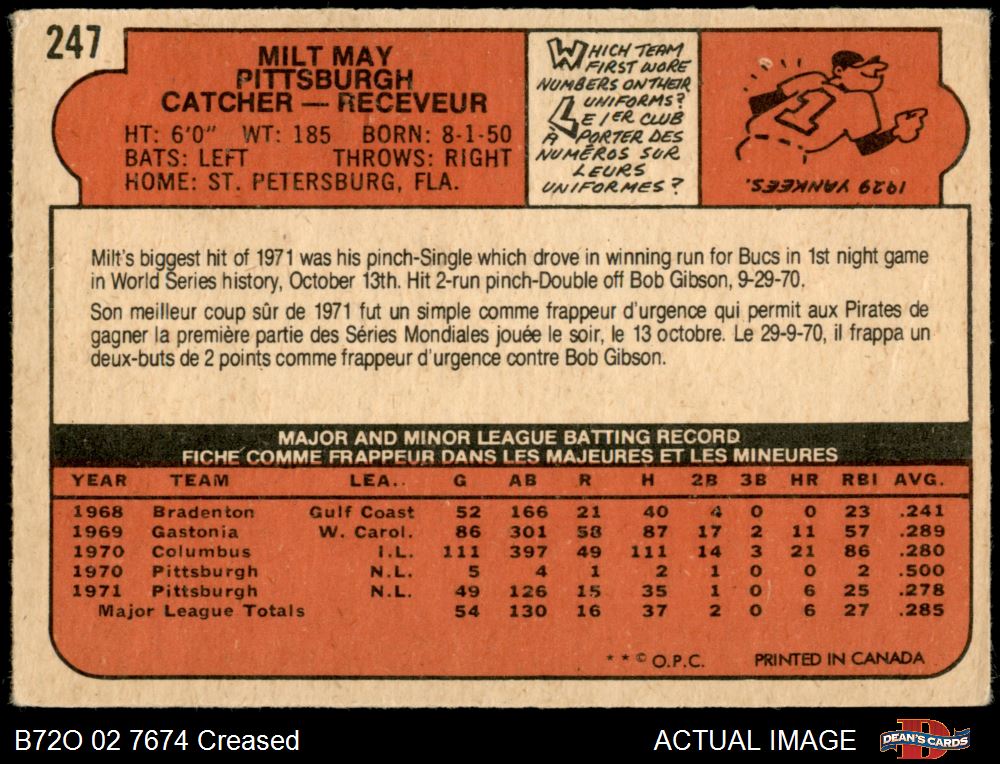 247
MILT MAY
PITTSBURGH
CATCHER — RECEVEUR
HT: 6'0" WT: 185 BORN: 8-1-50
BATS: LEFT THROWS: RIGHT
HOME: ST. PETERSBURG, FLA.
WHICH TEAM
FIRST WORE
NUMBERS ON THEIR
UNIFORMS?
LE 1ER CLUB
À PORTER DES
NUMÉROS SUR
LEURS
UNIFORMES?
1
1929 YANKEES.
Milt's biggest hit of 1971 was his pinch-Single which drove in winning run for Bucs in 1st night game
in World Series history, October 13th. Hit 2-run pinch-Double off Bob Gibson, 9-29-70.
Son meilleur coup sûr de 1971 fut un simple comme frappeur d'urgence qui permit aux Pirates de
gagner la première partie des Séries Mondiales jouée le soir, le 13 octobre. Le 29-9-70, il frappa un
deux-buts de 2 points comme frappeur d'urgence contre Bob Gibson.
MAJOR AND MINOR LEAGUE BATTING RECORD
FICHE COMME FRAPPEUR DANS LES MAJEURES ET LES MINEURES
YEAR TEAM LEA. G AB R H 2B 3B HR RBI AVG.
1968 Bradenton Gulf Coast 52 166 21 40 4 0 0 23 .241
1969 Gastonia W. Carol. 86 301 58 87 17 2 11 57 .289
1970 Columbus I.L. 111 397 49 111 14 3 21 86 .280
1970 Pittsburgh N.L. 5 4 1 2 1 0 0 2 .500
1971 Pittsburgh N.L. 49 126 15 35 1 0 6 25 .278
Major League Totals 54 130 16 37 2 0 6 27 .285
* * © O.P.C. PRINTED IN CANADA
B72O 02 7674 Creased
ACTUAL IMAGE
D
DEAN'S CARDS